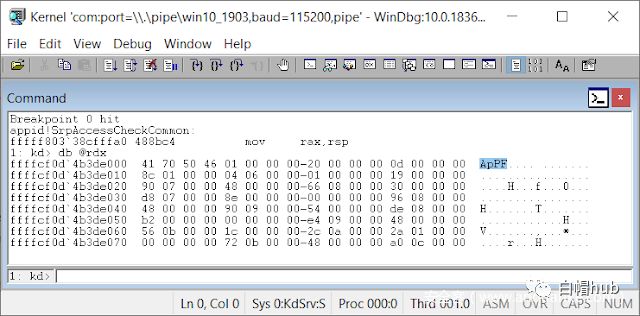 Kernel 'com:port=\\.\pipe\win10_1903,baud=115200,pipe' - WinDbg:10.0.1836...
File Edit View Debug Window Help
Command
Breakpoint 0 hit
appid!SrpAccessCheckCommon:
fffff803`38cfffa0 488bc4 mov rax,rsp
1: kd> db @rdx
ffffcf0d`4b3de000 41 70 50 46 01 00 00 00-20 00 00 00 0d 00 00 00 ApPF.... .......
ffffcf0d`4b3de010 8c 01 00 00 04 06 00 00-01 00 00 00 19 00 00 00 ................
ffffcf0d`4b3de020 90 07 00 00 48 00 00 00-66 08 00 00 30 00 00 00 ....H...f...0...
ffffcf0d`4b3de030 d8 07 00 00 8e 00 00 00-00 00 00 00 96 08 00 00 ................
ffffcf0d`4b3de040 48 00 00 00 90 09 00 00-54 00 00 00 de 08 00 00 H.......T.......
ffffcf0d`4b3de050 b2 00 00 00 00 00 00 00-e4 09 00 00 48 00 00 00 ............H...
ffffcf0d`4b3de060 56 0b 00 00 1c 00 00 00-2c 0a 00 00 2a 01 00 00 V.......,...*...
ffffcf0d`4b3de070 00 00 00 00 72 0b 00 00-48 00 00 00 a0 0c 00 00 ....r...H.......
1: kd>
白帽hub
Ln 0, Col 0 Sys 0:KdSrv:S Proc 000:0 Thrd 001:0 ASM OVR CAPS NUM